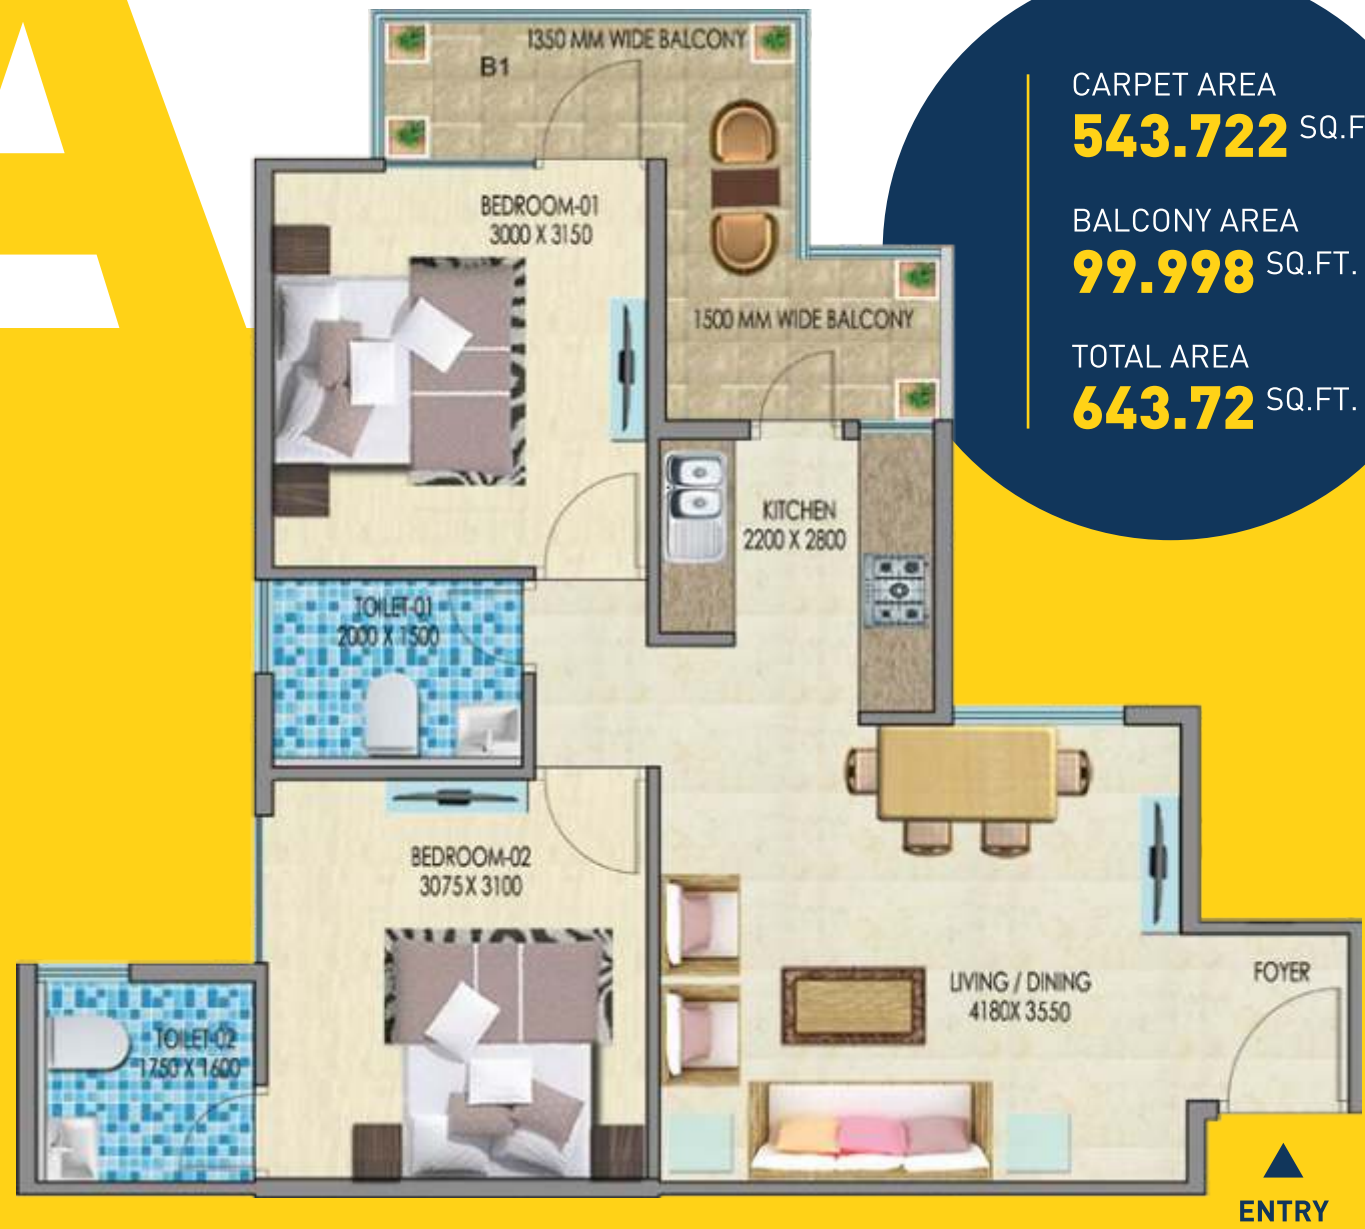 A
1350 MM WIDE BALCONY
B1
BEDROOM-01
3000 X 3150
1500 MM WIDE BALCONY
KITCHEN
2200 X 2800
TOILET-01
2000 X 1500
BEDROOM-02
3075 X 3100
TOILET-02
1750 X 1600
LIVING / DINING
4180X 3550
FOYER
ENTRY
CARPET AREA
543.722 SQ.F
BALCONY AREA
99.998 SQ.FT.
TOTAL AREA
643.72 SQ.FT.